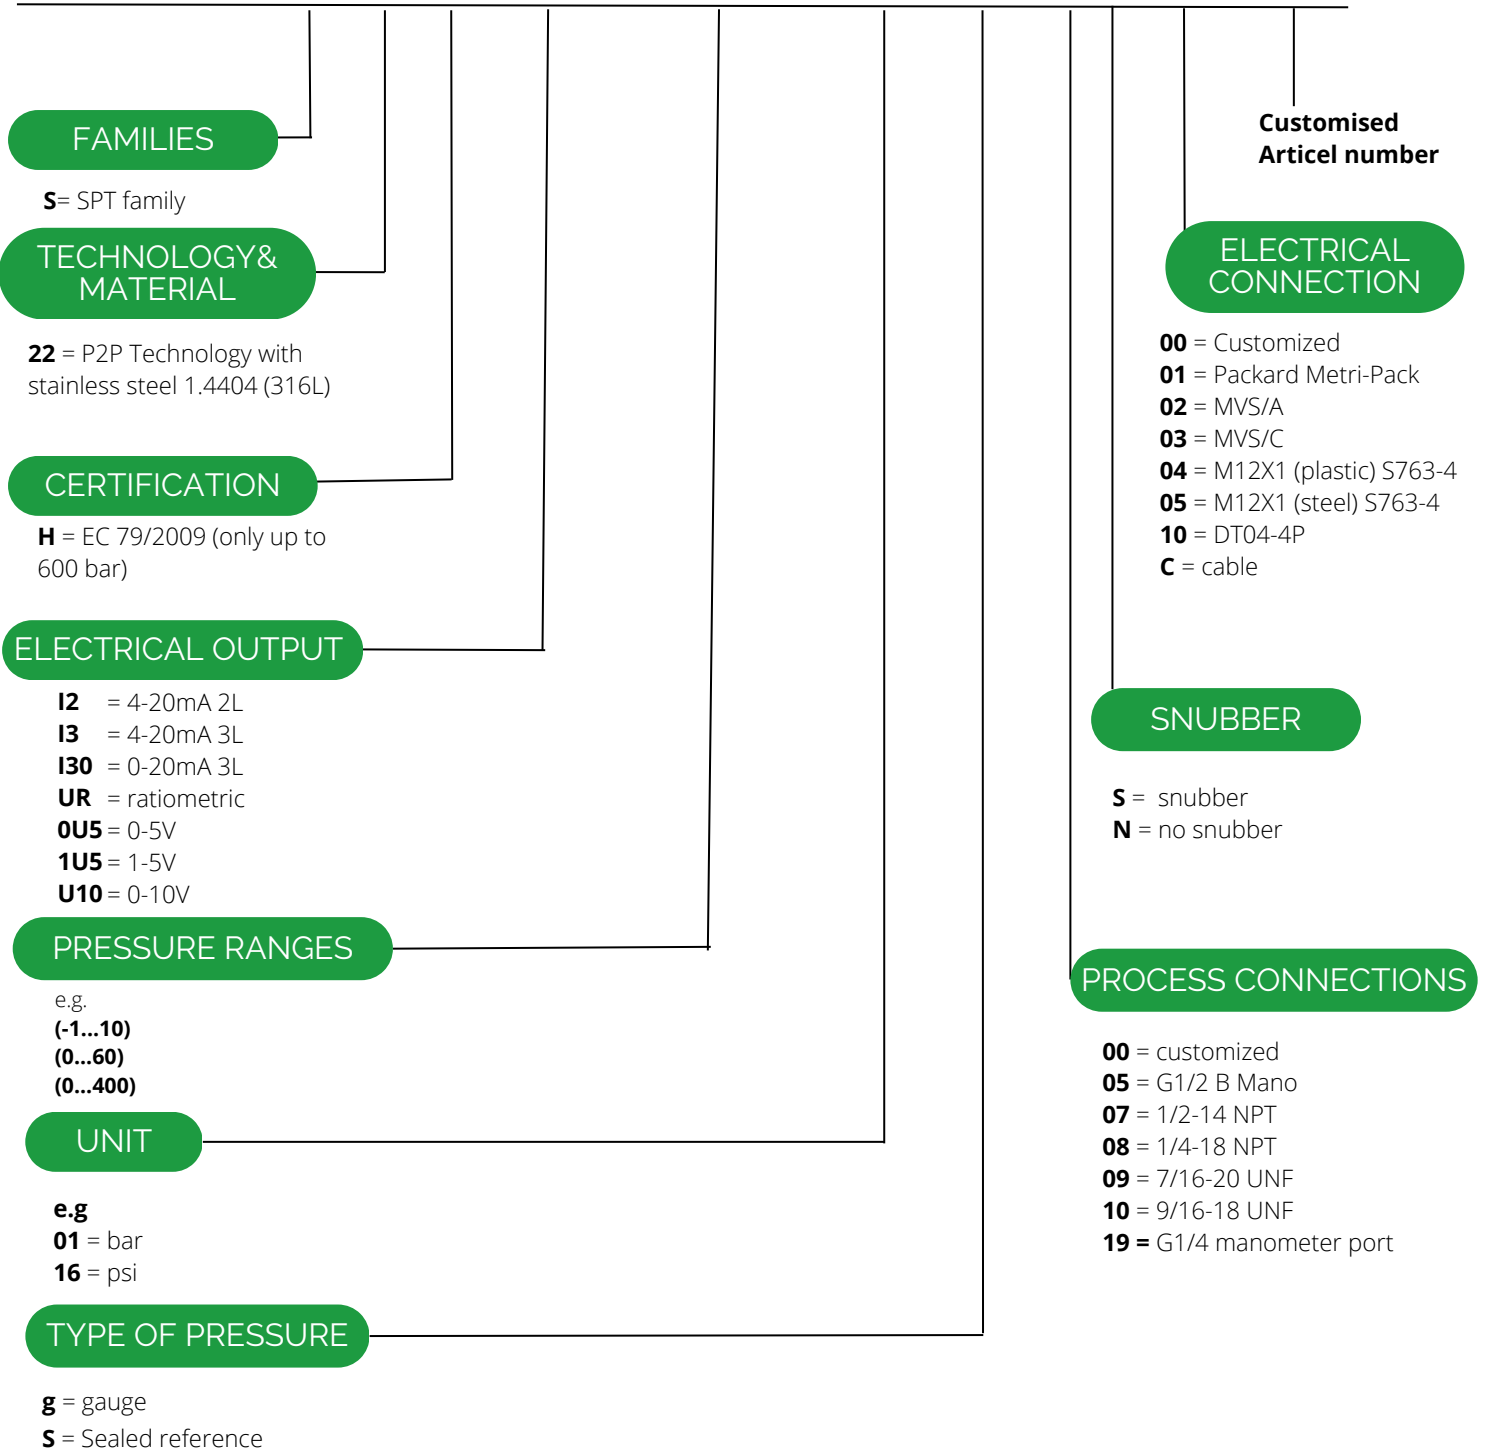 FAMILIES
S= SPT family
TECHNOLOGY&
MATERIAL
22 = P2P Technology with
stainless steel 1.4404 (316L)
CERTIFICATION
H = EC 79/2009 (only up to
600 bar)
ELECTRICAL OUTPUT
I2 = 4-20mA 2L
I3 = 4-20mA 3L
I30 = 0-20mA 3L
UR = ratiometric
0U5 = 0-5V
1U5 = 1-5V
U10 = 0-10V
PRESSURE RANGES
e.g.
(-1...10)
(0...60)
(0...400)
UNIT
e.g
01 = bar
16 = psi
TYPE OF PRESSURE
g = gauge
S = Sealed reference
Customised
Articel number
ELECTRICAL
CONNECTION
00 = Customized
01 = Packard Metri-Pack
02 = MVS/A
03 = MVS/C
04 = M12X1 (plastic) S763-4
05 = M12X1 (steel) S763-4
10 = DT04-4P
C = cable
SNUBBER
S = snubber
N = no snubber
PROCESS CONNECTIONS
00 = customized
05 = G1/2 B Mano
07 = 1/2-14 NPT
08 = 1/4-18 NPT
09 = 7/16-20 UNF
10 = 9/16-18 UNF
19 = G1/4 manometer port